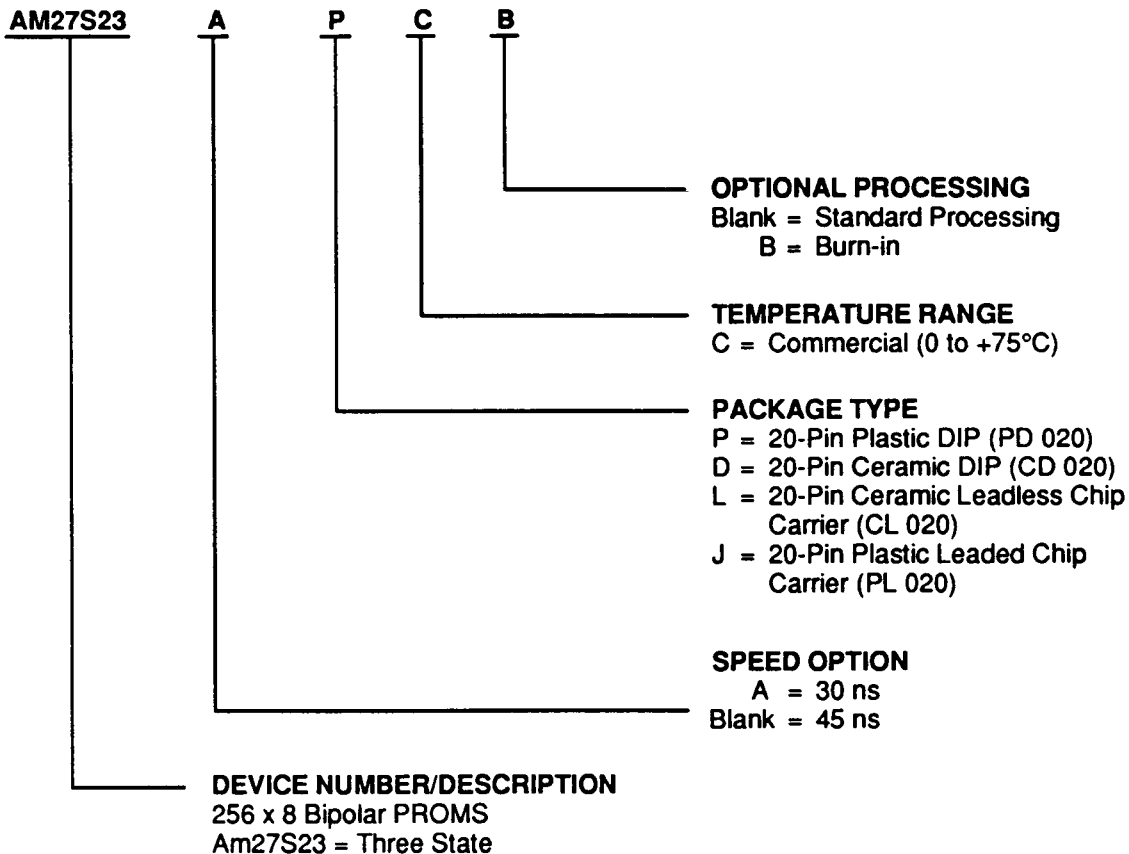 AM27S23 A P C B
OPTIONAL PROCESSING
Blank = Standard Processing
B = Burn-in
TEMPERATURE RANGE
C = Commercial (0 to +75°C)
PACKAGE TYPE
P = 20-Pin Plastic DIP (PD 020)
D = 20-Pin Ceramic DIP (CD 020)
L = 20-Pin Ceramic Leadless Chip
Carrier (CL 020)
J = 20-Pin Plastic Leaded Chip
Carrier (PL 020)
SPEED OPTION
A = 30 ns
Blank = 45 ns
DEVICE NUMBER/DESCRIPTION
256 x 8 Bipolar PROMS
Am27S23 = Three State